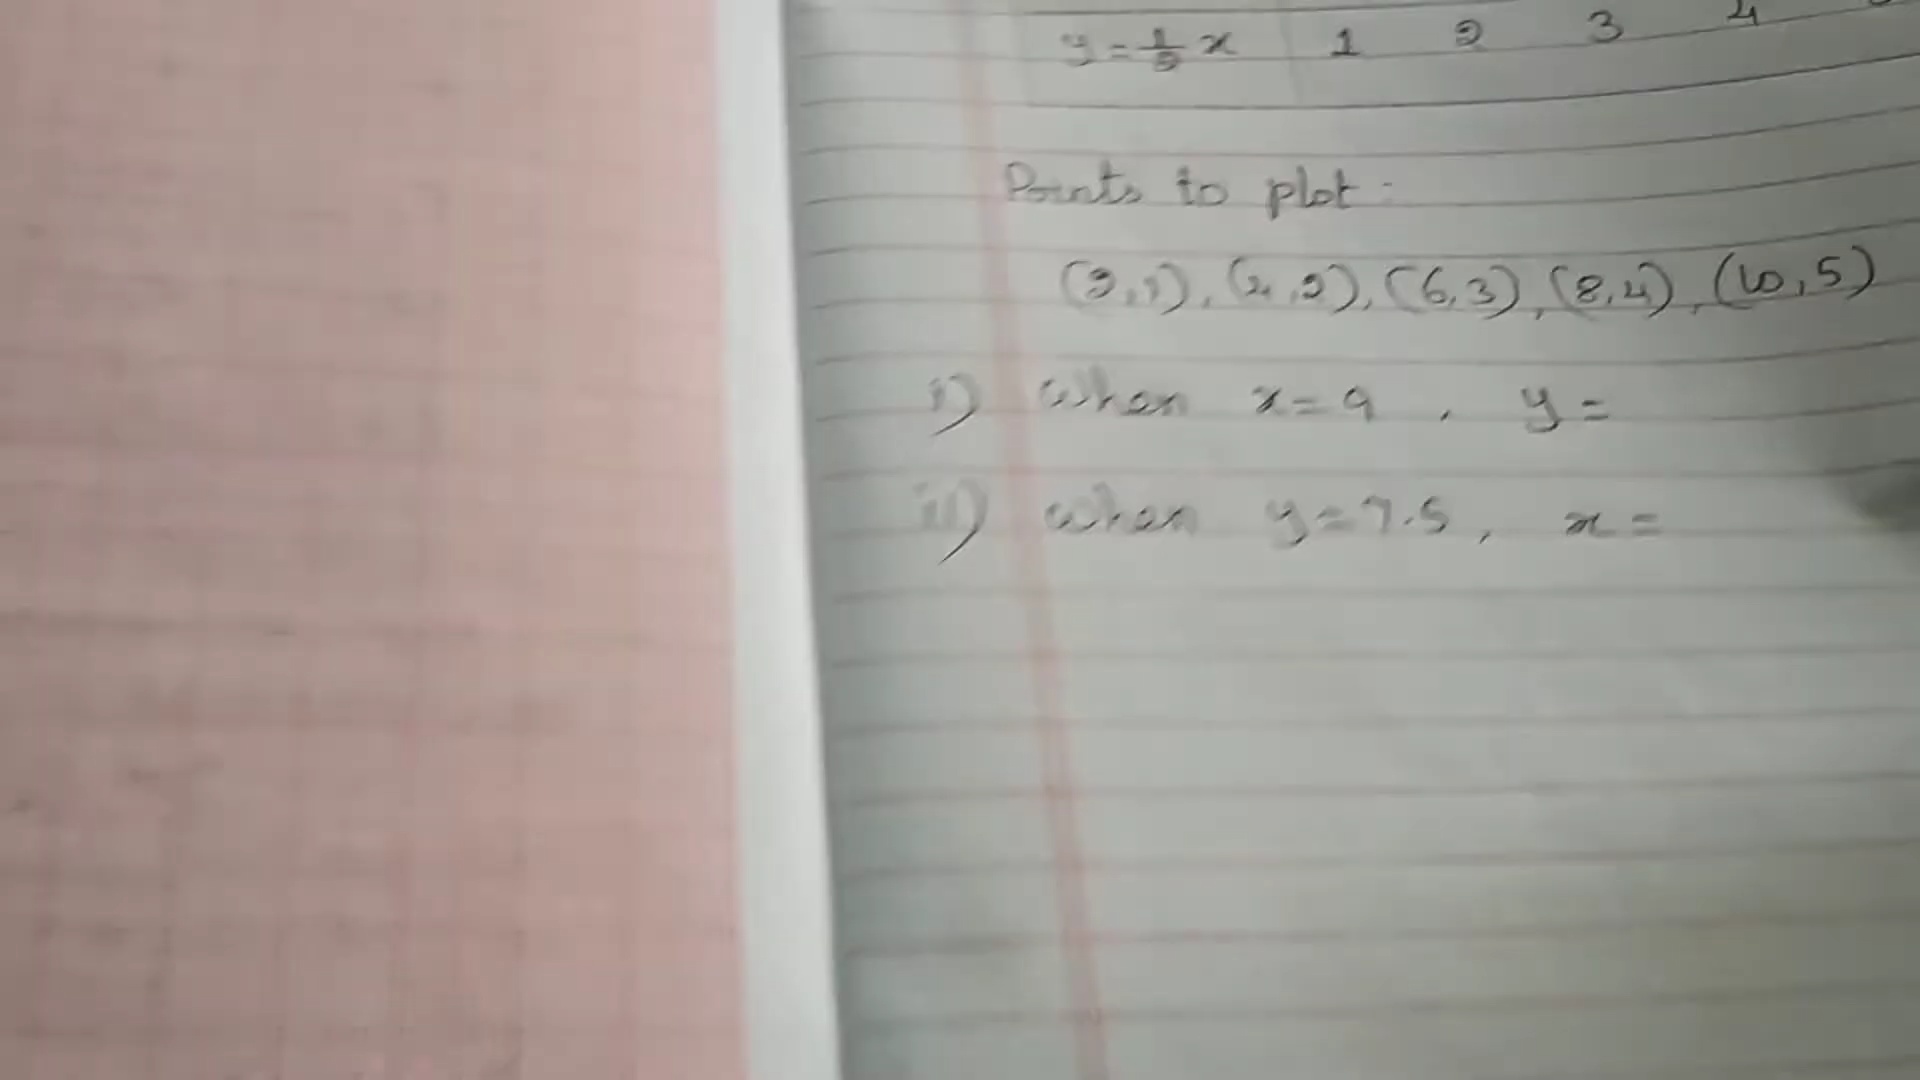 y = 1/2 x 1 2 3 4
Points to plot:
(2,1), (4,2), (6,3), (8,4), (10,5)
i) when x = 9, y =
ii) when y = 7.5, x =